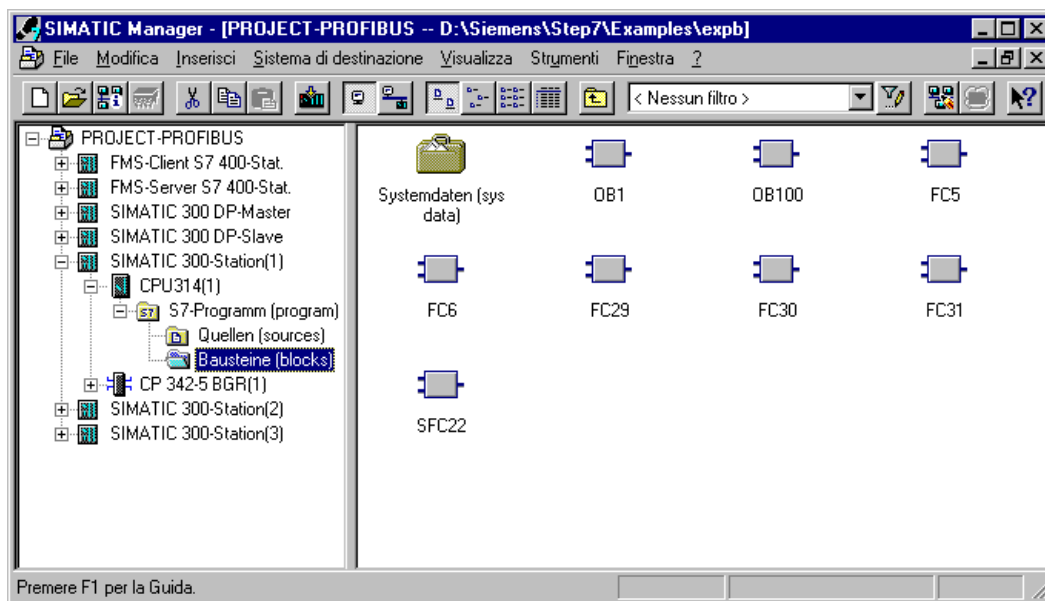 SIMATIC Manager - [PROJECT-PROFIBUS -- D:\Siemens\Step7\Examples\expb]
File Modifica Inserisci Sistema di destinazione Visualizza Strumenti Finestra ?
< Nessun filtro >
PROJECT-PROFIBUS
FMS-Client S7 400-Stat.
FMS-Server S7 400-Stat.
SIMATIC 300 DP-Master
SIMATIC 300 DP-Slave
SIMATIC 300-Station(1)
CPU314(1)
S7-Programm (program)
Quellen (sources)
Bausteine (blocks)
CP 342-5 BGR(1)
SIMATIC 300-Station(2)
SIMATIC 300-Station(3)
Systemdaten (sys
data)
OB1
OB100
FC5
FC6
FC29
FC30
FC31
SFC22
Premere F1 per la Guida.